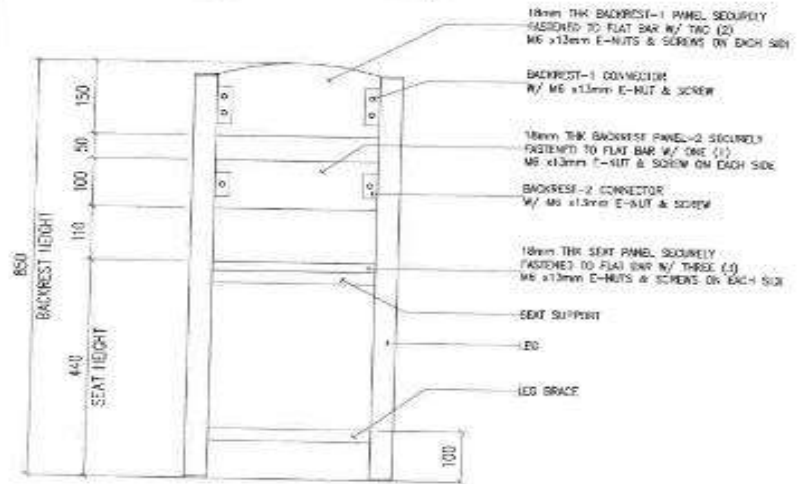 18mm THK BACKREST-1 PANEL SECURELY
FASTENED TO FLAT BAR W/ TWO (2)
M6 x13mm E-NUTS & SCREWS ON EACH SIDE
BACKREST-1 CONNECTOR
W/ M6 x13mm E-NUT & SCREW
18mm THK BACKREST PANEL-2 SECURELY
FASTENED TO FLAT BAR W/ ONE (1)
M6 x13mm E-NUT & SCREW ON EACH SIDE
BACKREST-2 CONNECTOR
W/ M6 x13mm E-NUT & SCREW
18mm THK SEAT PANEL SECURELY
FASTENED TO FLAT BAR W/ THREE (3)
M6 x13mm E-NUTS & SCREWS ON EACH SIDE
SEAT SUPPORT
LEG
LEG BRACE
150
50
100
110
850
BACKREST HEIGHT
440
SEAT HEIGHT
100